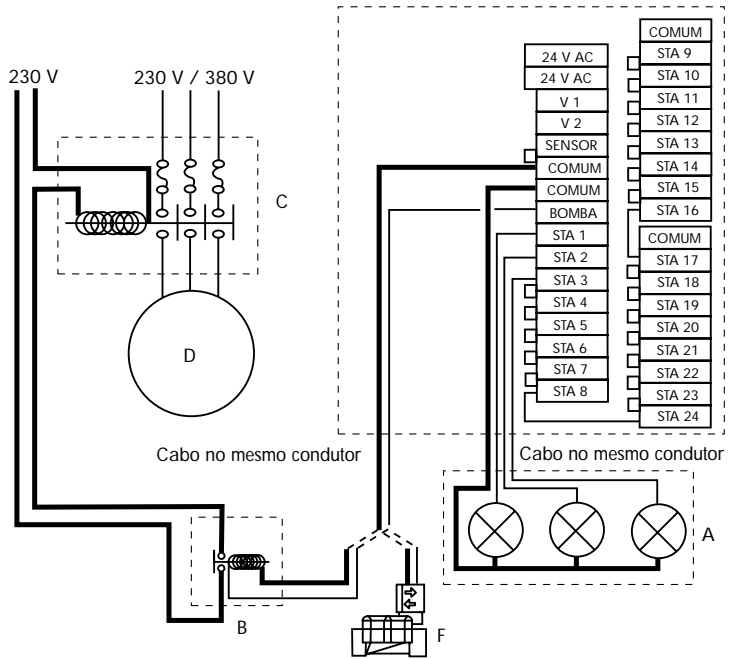 230 V
230 V / 380 V
C
D
24 V AC
24 V AC
V 1
V 2
SENSOR
COMUM
COMUM
BOMBA
STA 1
STA 2
STA 3
STA 4
STA 5
STA 6
STA 7
STA 8
COMUM
STA 9
STA 10
STA 11
STA 12
STA 13
STA 14
STA 15
STA 16
COMUM
STA 17
STA 18
STA 19
STA 20
STA 21
STA 22
STA 23
STA 24
Cabo no mesmo condutor
Cabo no mesmo condutor
A
B
F